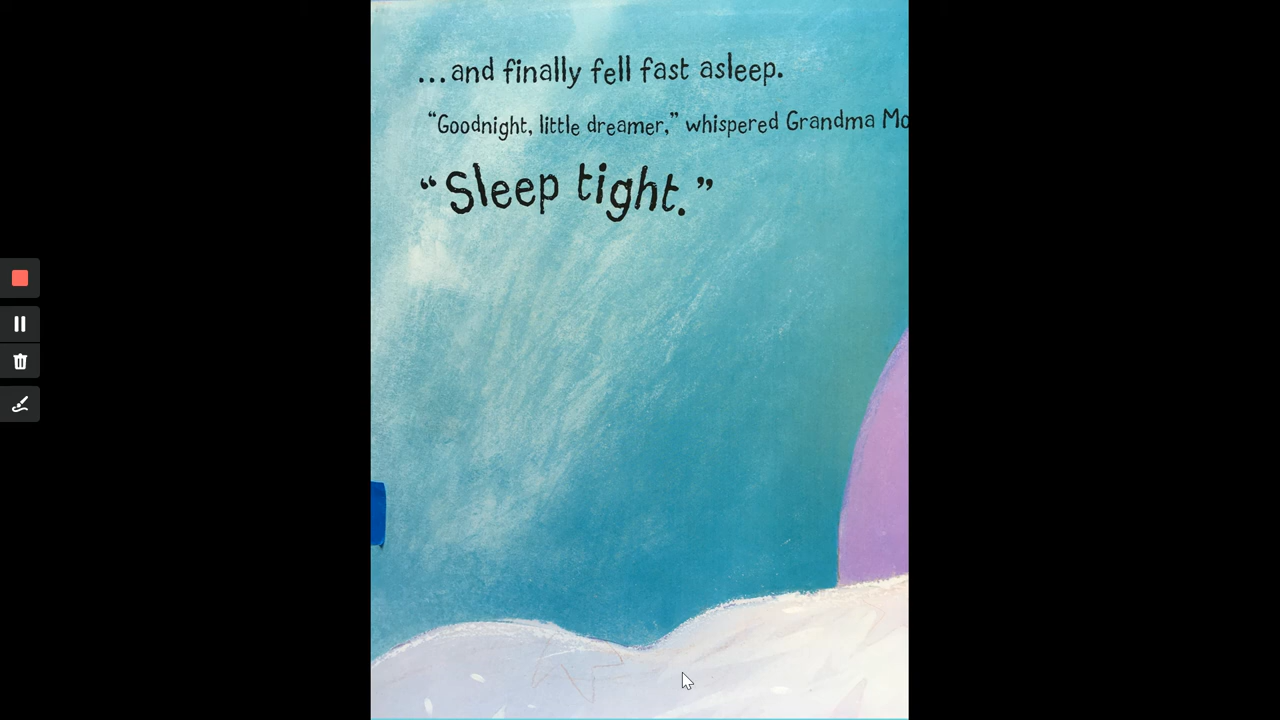 ...and finally fell fast asleep.
“Goodnight, little dreamer,” whispered Grandma
“Sleep tight.”